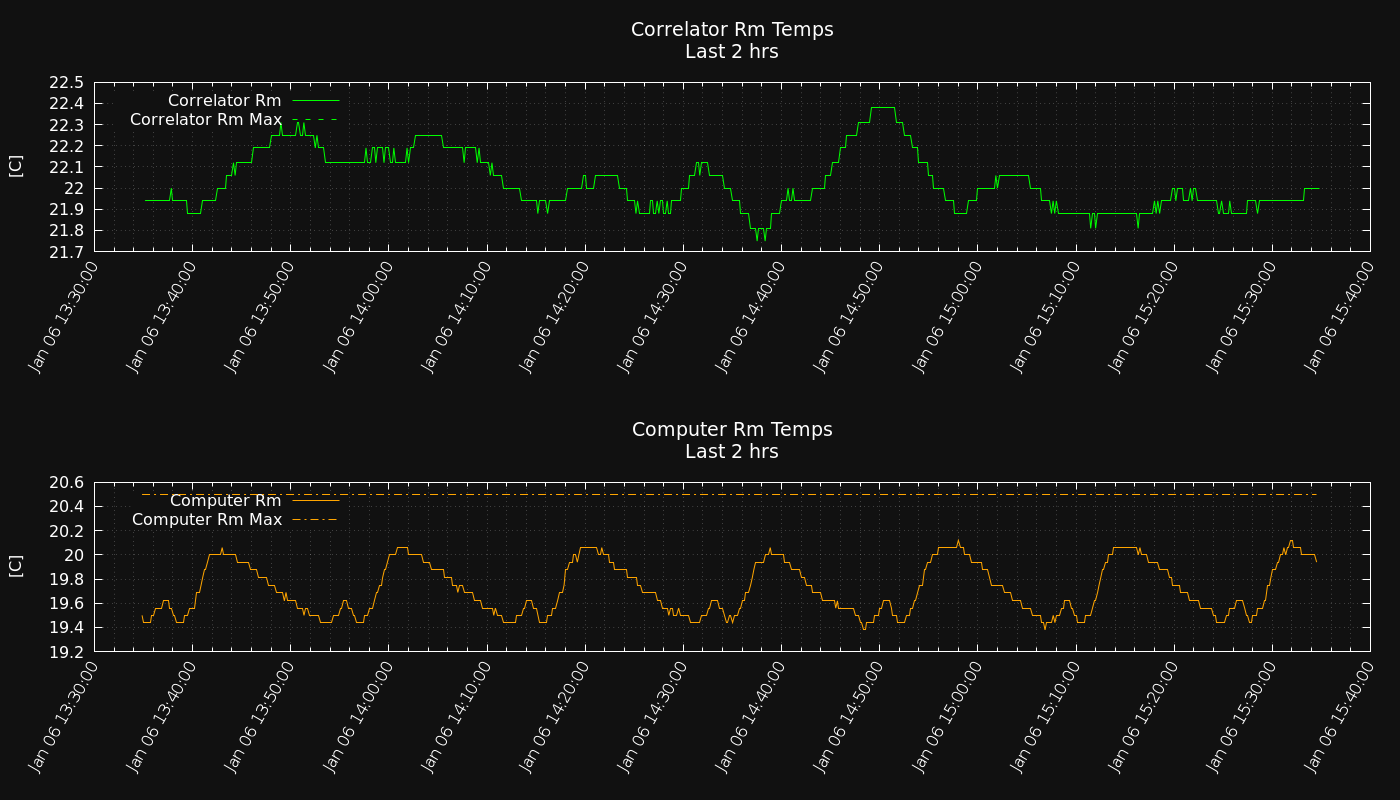 Correlator Rm Temps
Last 2 hrs
22.5
22.4
22.3
22.2
22.1
22
21.9
21.8
21.7
[C]
Correlator Rm
Correlator Rm Max
Jan 06 13:30:00
Jan 06 13:40:00
Jan 06 13:50:00
Jan 06 14:00:00
Jan 06 14:10:00
Jan 06 14:20:00
Jan 06 14:30:00
Jan 06 14:40:00
Jan 06 14:50:00
Jan 06 15:00:00
Jan 06 15:10:00
Jan 06 15:20:00
Jan 06 15:30:00
Jan 06 15:40:00
Computer Rm Temps
Last 2 hrs
20.6
20.4
20.2
20
19.8
19.6
19.4
19.2
[C]
Computer Rm
Computer Rm Max
Jan 06 13:30:00
Jan 06 13:40:00
Jan 06 13:50:00
Jan 06 14:00:00
Jan 06 14:10:00
Jan 06 14:20:00
Jan 06 14:30:00
Jan 06 14:40:00
Jan 06 14:50:00
Jan 06 15:00:00
Jan 06 15:10:00
Jan 06 15:20:00
Jan 06 15:30:00
Jan 06 15:40:00